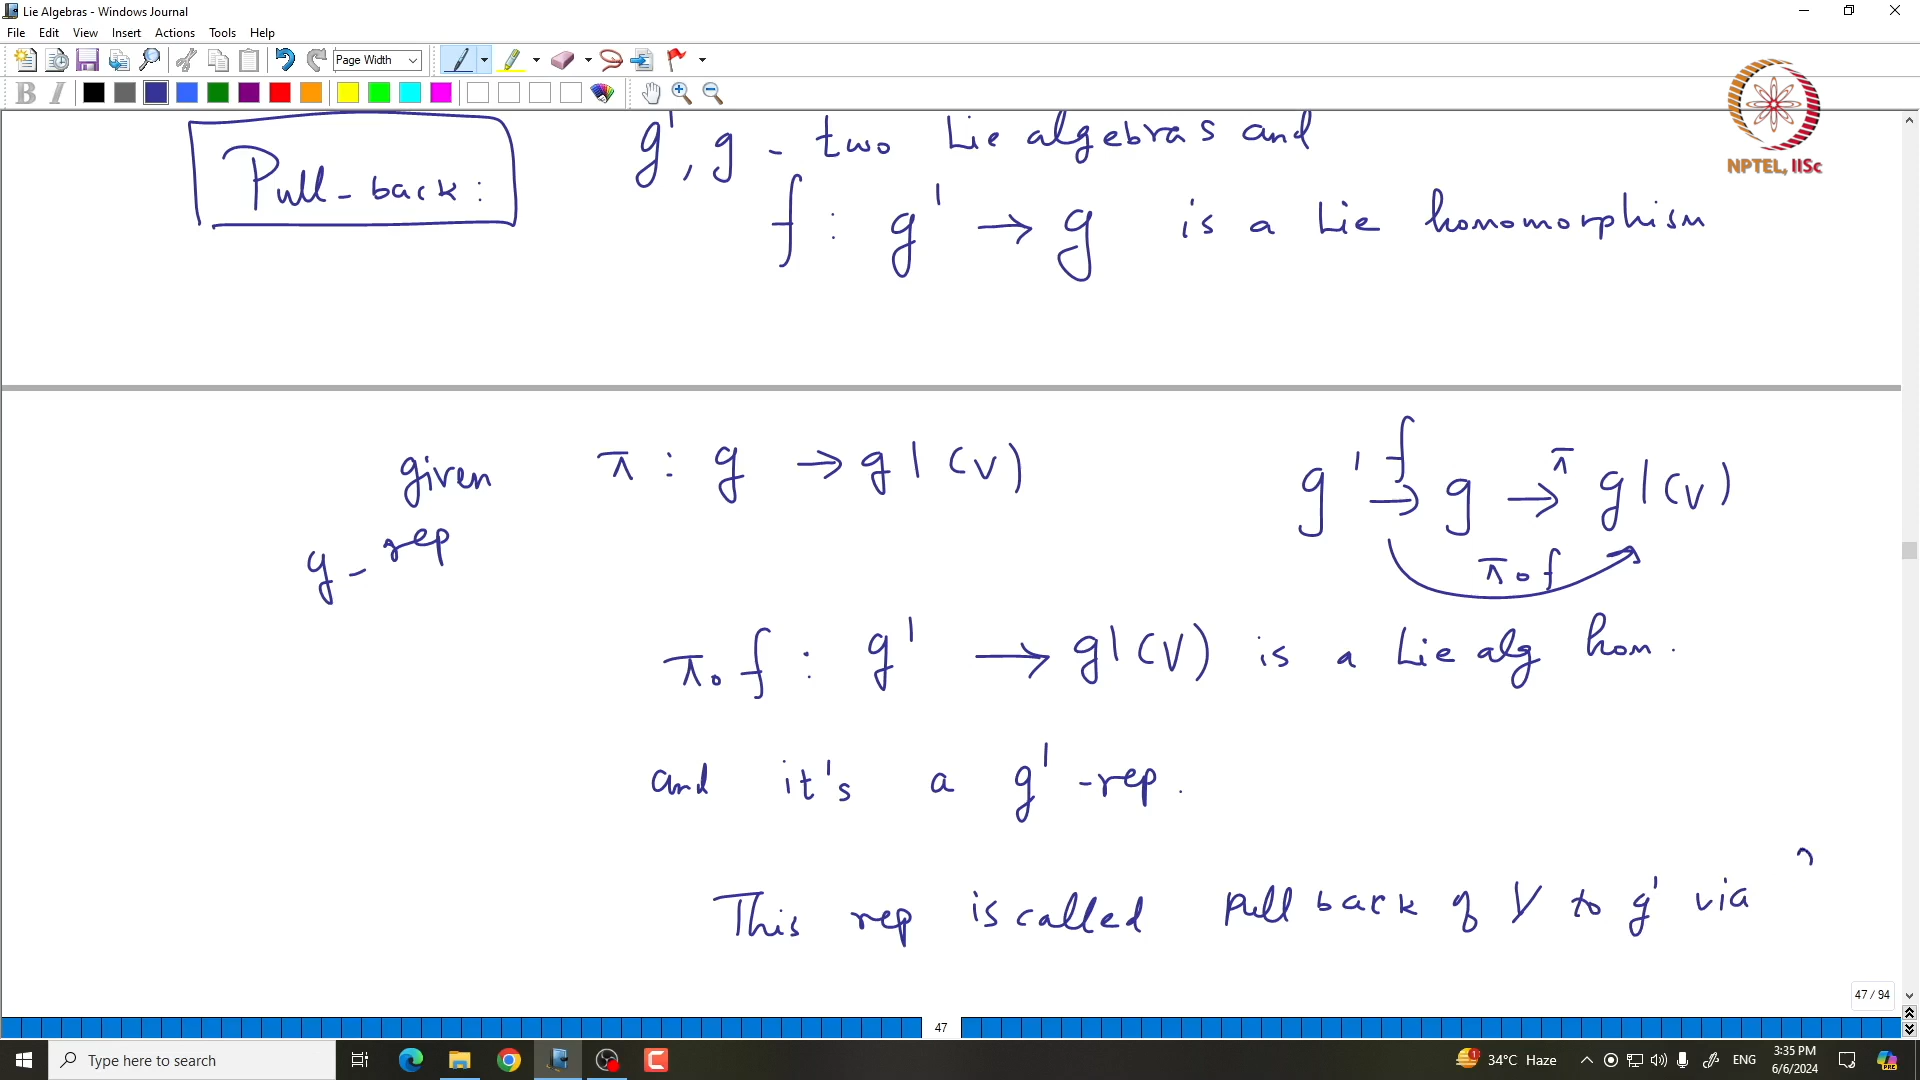 Lie Algebras - Windows Journal
File Edit View Insert Actions Tools Help
Page Width
B I
NPTEL, IISc
Pull-back: g', g - two Lie algebras and
f : g' → g is a Lie homomorphism
given π : g → gl(V)
g-rep
g' f→ g →π gl(V)
π∘f
π∘f : g' → gl(V) is a Lie alg hom.
and it's a g'-rep.
This rep is called pull back of V to g' via
47 / 94
47
Type here to search
34°C Haze
ENG
3:35 PM
6/6/2024